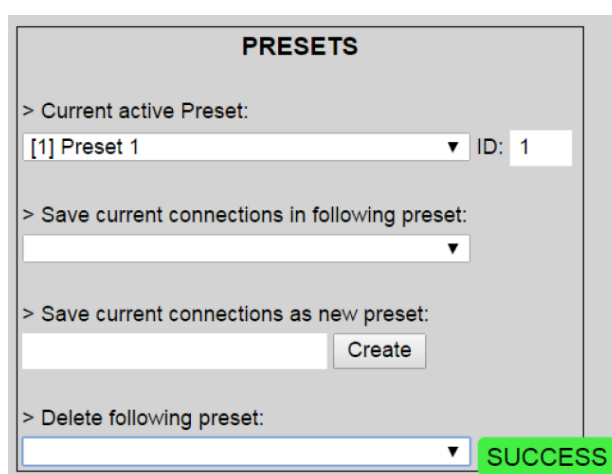 PRESETS
> Current active Preset:
[1] Preset 1 ▼ ID: 1
> Save current connections in following preset:
▼
> Save current connections as new preset:
Create
> Delete following preset:
▼ SUCCESS